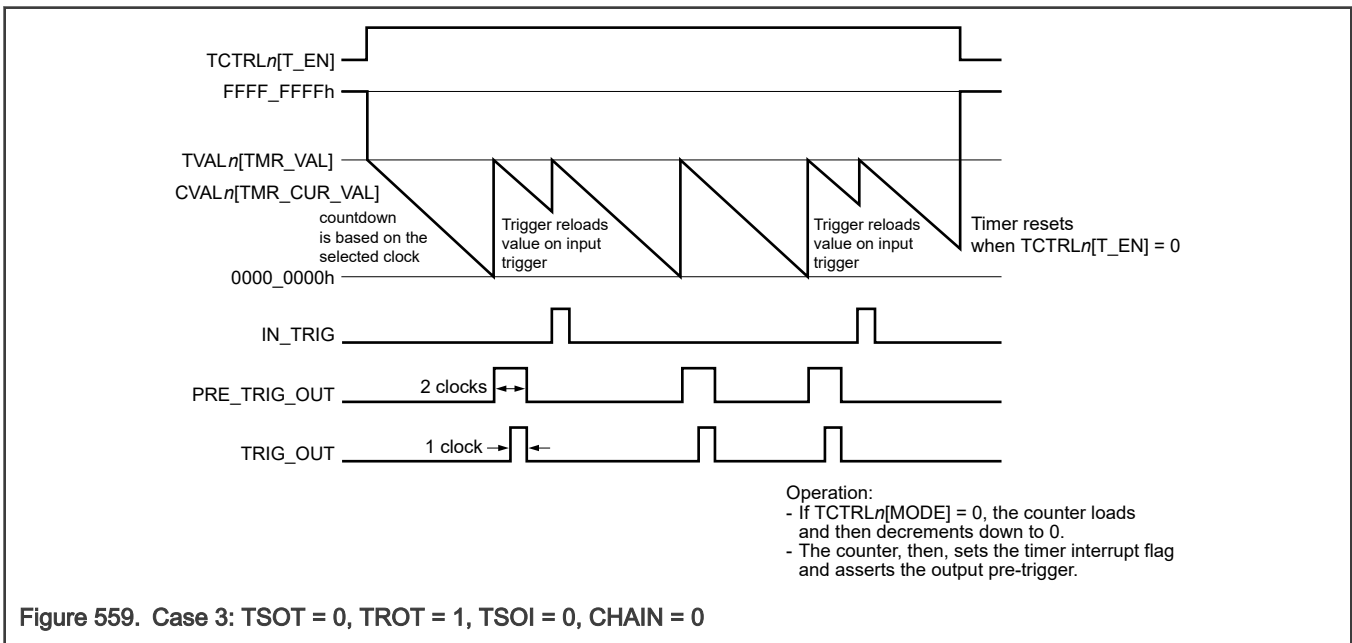 TCTRLn[T_EN]
FFFF_FFFFh
TVALn[TMR_VAL]
CVALn[TMR_CUR_VAL]
countdown
is based on the
selected clock
Trigger reloads
value on input
trigger
Trigger reloads
value on input
trigger
Timer resets
when TCTRLn[T_EN] = 0
0000_0000h
IN_TRIG
PRE_TRIG_OUT
2 clocks
TRIG_OUT
1 clock
Operation:
- If TCTRLn[MODE] = 0, the counter loads
and then decrements down to 0.
- The counter, then, sets the timer interrupt flag
and asserts the output pre-trigger.
Figure 559. Case 3: TSOT = 0, TROT = 1, TSOI = 0, CHAIN = 0